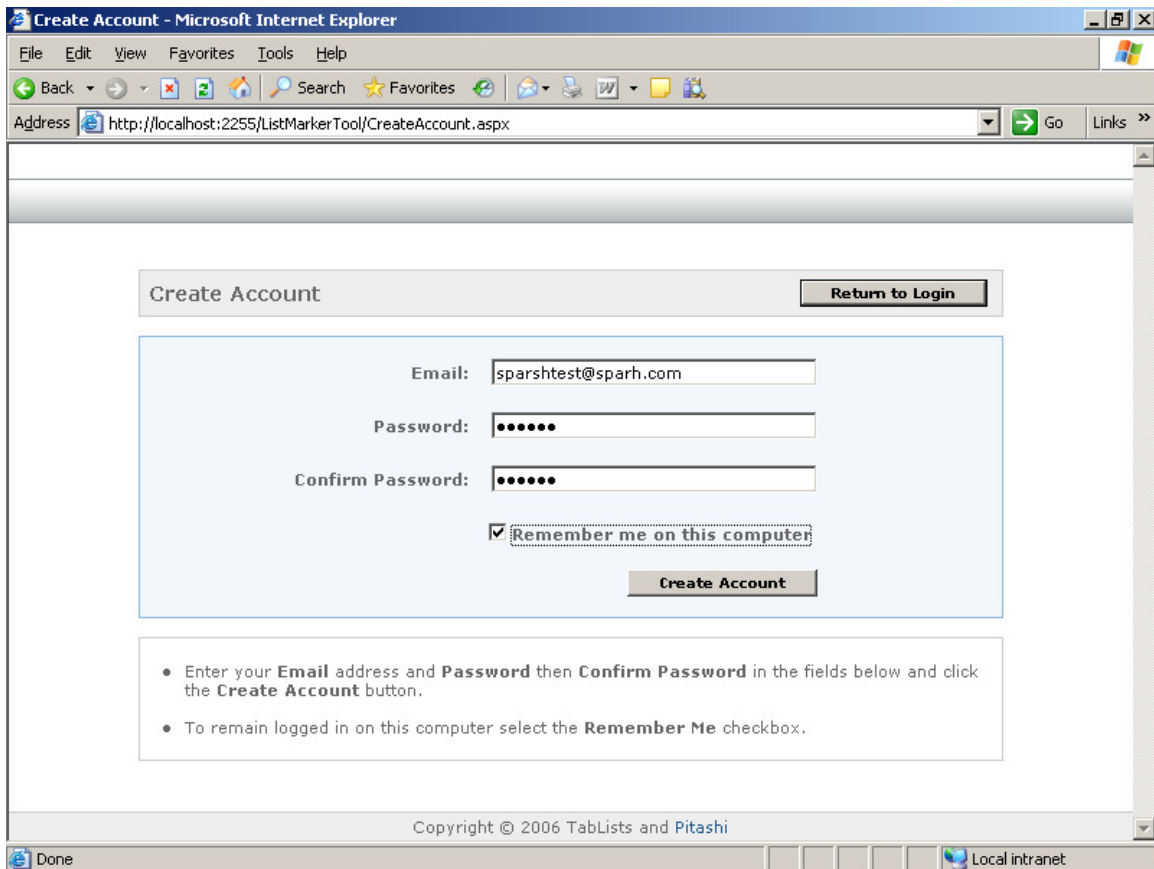 Create Account - Microsoft Internet Explorer
File Edit View Favorites Tools Help
Back Search Favorites
Address http://localhost:2255/ListMarkerTool/CreateAccount.aspx Go Links »
Create Account Return to Login
Email: sparshtest@sparh.com
Password: ••••••
Confirm Password: ••••••
Remember me on this computer
Create Account
• Enter your Email address and Password then Confirm Password in the fields below and click
the Create Account button.
• To remain logged in on this computer select the Remember Me checkbox.
Copyright © 2006 TabLists and Pitashi
Done Local intranet